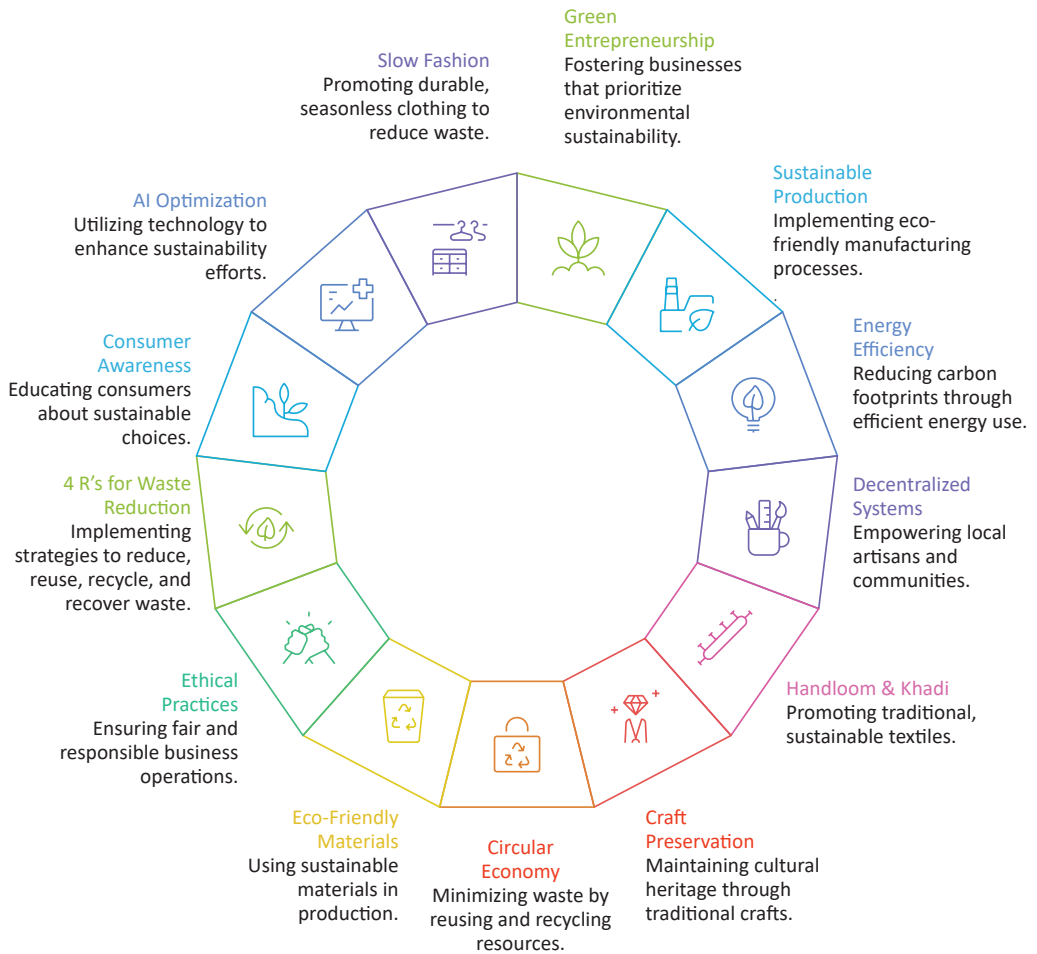 Green
Entrepreneurship
Fostering businesses
that prioritize
environmental
sustainability.
Sustainable
Production
Implementing eco-
friendly manufacturing
processes.
.
Energy
Efficiency
Reducing carbon
footprints through
efficient energy use.
Decentralized
Systems
Empowering local
artisans and
communities.
Handloom & Khadi
Promoting traditional,
sustainable textiles.
Craft
Preservation
Maintaining cultural
heritage through
traditional crafts.
Circular
Economy
Minimizing waste by
reusing and recycling
resources.
Eco-Friendly
Materials
Using sustainable
materials in
production.
Ethical
Practices
Ensuring fair and
responsible business
operations.
4 R’s for Waste
Reduction
Implementing
strategies to reduce,
reuse, recycle, and
recover waste.
Consumer
Awareness
Educating consumers
about sustainable
choices.
AI Optimization
Utilizing technology to
enhance sustainability
efforts.
Slow Fashion
Promoting durable,
seasonless clothing to
reduce waste.